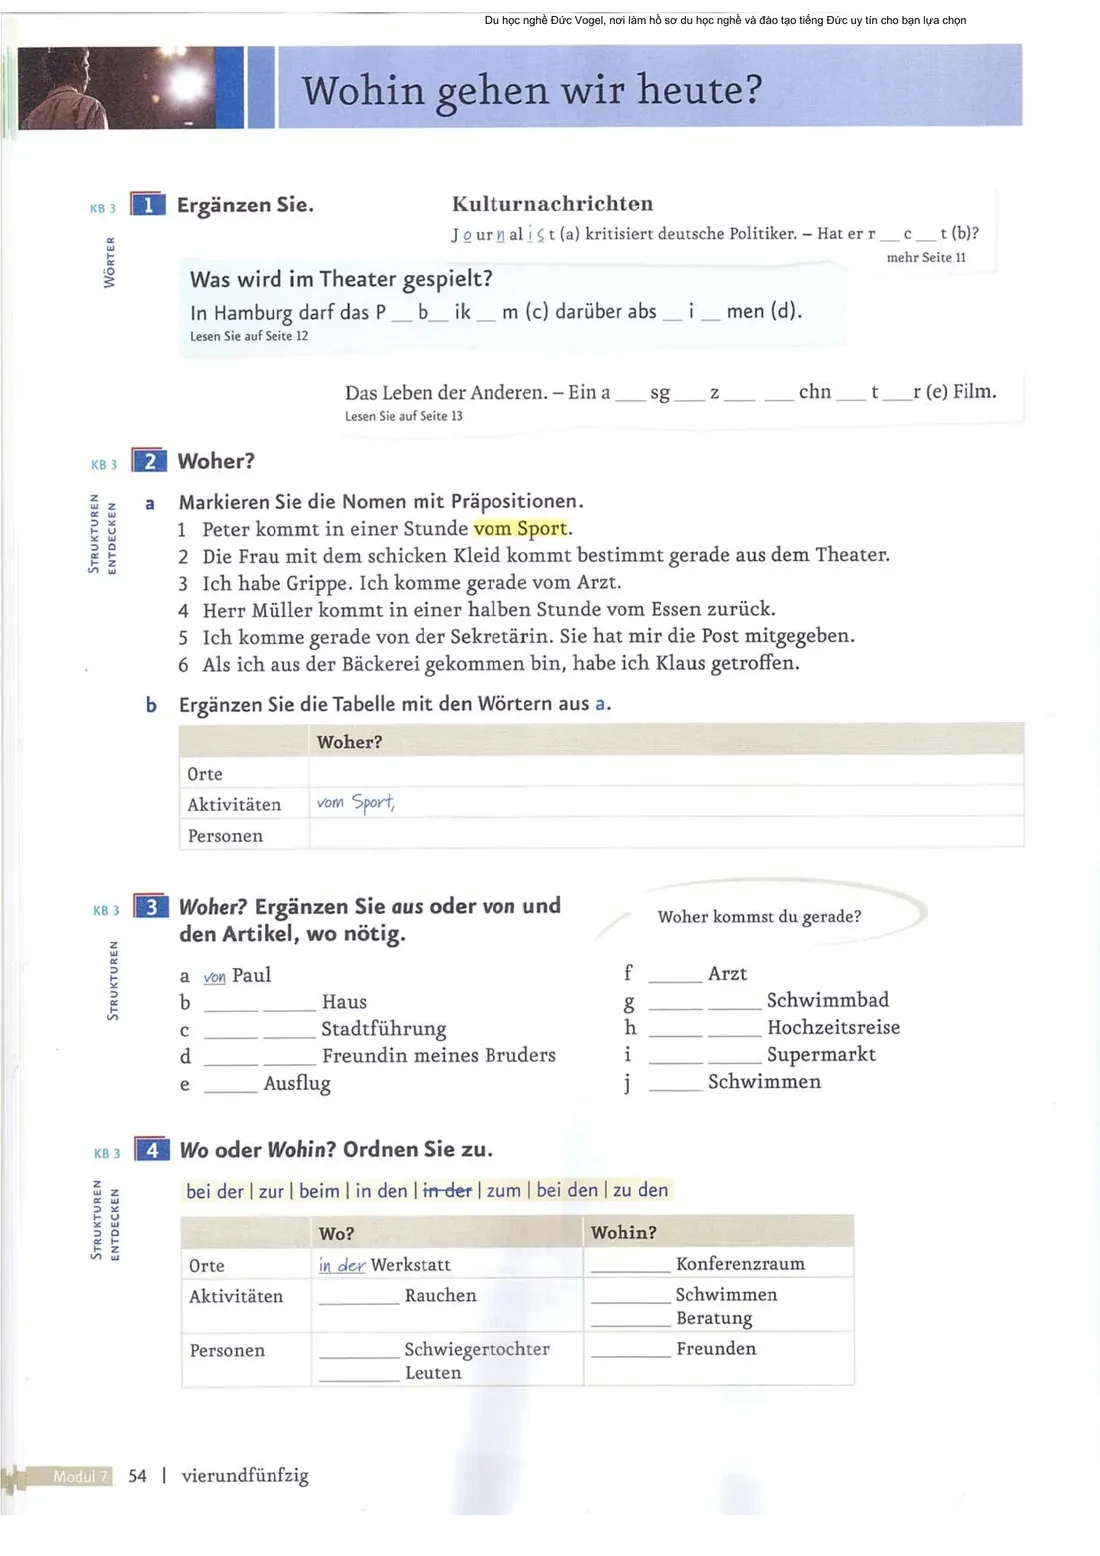 Du học nghề Đức Vogel, nơi làm hồ sơ du học nghề và đào tạo tiếng Đức uy tín cho bạn lựa chọn
Wohin gehen wir heute?
KB 3 1 Ergänzen Sie.
WÖRTER
Kulturnachrichten
J o ur n al i s t (a) kritisiert deutsche Politiker. – Hat er r __ c __ t (b)?
mehr Seite 11
Was wird im Theater gespielt?
In Hamburg darf das P __ b __ ik __ m (c) darüber abs __ i __ men (d).
Lesen Sie auf Seite 12
Das Leben der Anderen. – Ein a ___ sg ___ z ___ ___ chn ___ t ___ r (e) Film.
Lesen Sie auf Seite 13
KB 3 2 Woher?
STRUKTUREN ENTDECKEN
a Markieren Sie die Nomen mit Präpositionen.
1 Peter kommt in einer Stunde vom Sport.
2 Die Frau mit dem schicken Kleid kommt bestimmt gerade aus dem Theater.
3 Ich habe Grippe. Ich komme gerade vom Arzt.
4 Herr Müller kommt in einer halben Stunde vom Essen zurück.
5 Ich komme gerade von der Sekretärin. Sie hat mir die Post mitgegeben.
6 Als ich aus der Bäckerei gekommen bin, habe ich Klaus getroffen.
b Ergänzen Sie die Tabelle mit den Wörtern aus a.
Woher?
Orte
Aktivitäten vom Sport,
Personen
KB 3 3 Woher? Ergänzen Sie aus oder von und
den Artikel, wo nötig.
STRUKTUREN
Woher kommst du gerade?
a von Paul
b _____ _____ Haus
c _____ _____ Stadtführung
d _____ _____ Freundin meines Bruders
e _____ Ausflug
f _____ Arzt
g _____ _____ Schwimmbad
h _____ _____ Hochzeitsreise
i _____ _____ Supermarkt
j _____ Schwimmen
KB 3 4 Wo oder Wohin? Ordnen Sie zu.
STRUKTUREN ENTDECKEN
bei der | zur | beim | in den | in der | zum | bei den | zu den
Wo? Wohin?
Orte in der Werkstatt ________ Konferenzraum
Aktivitäten ________ Rauchen ________ Schwimmen
________ Beratung
Personen ________ Schwiegertochter ________ Freunden
________ Leuten
Modul 7 54 | vierundfünfzig